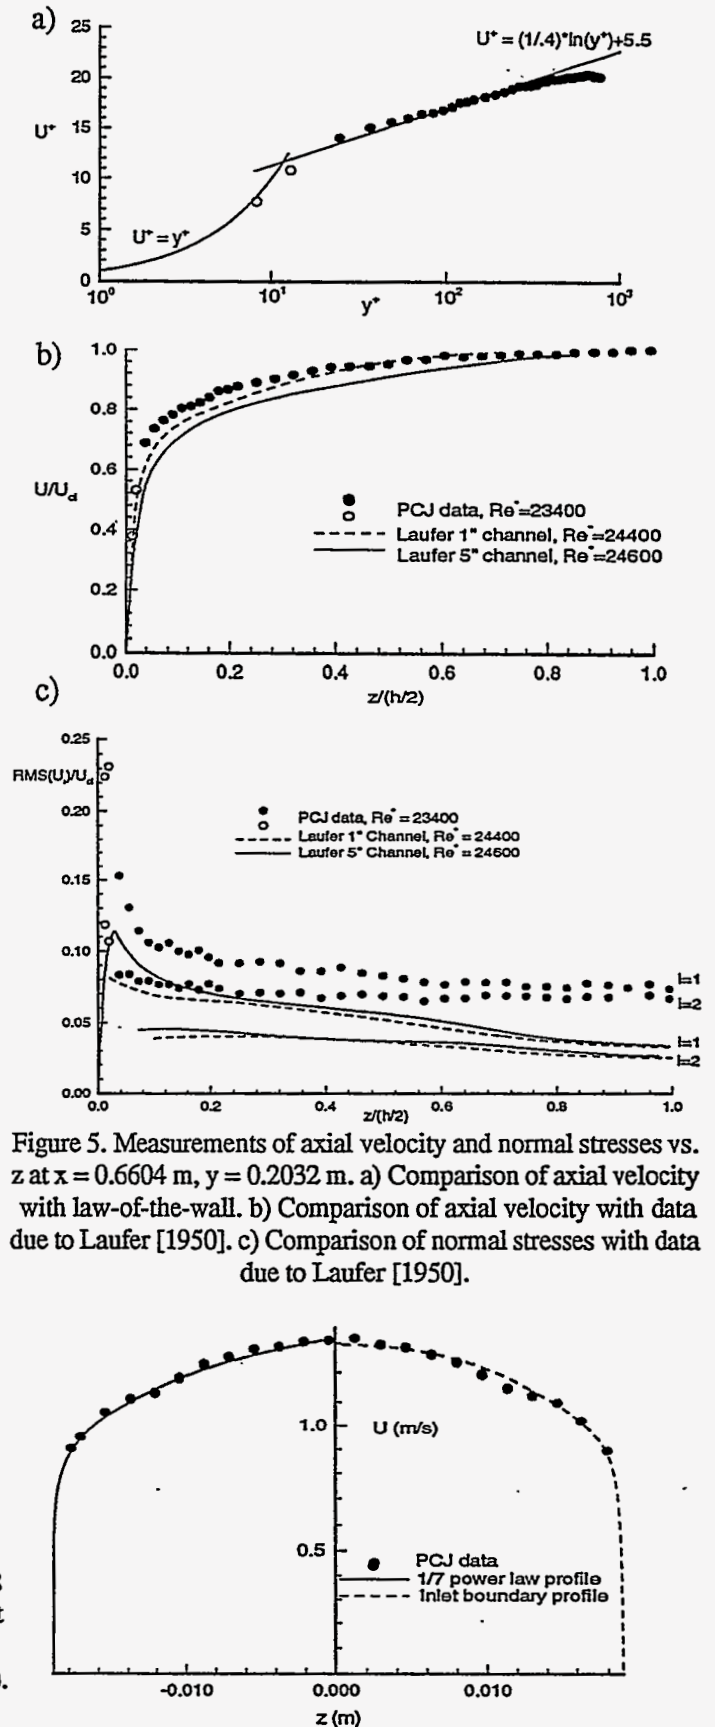 a)
U⁺ = (1/.4)*ln(y⁺)+5.5
25
20
15
10
5
0
U⁺
U⁺ = y⁺
10⁰
10¹
10²
10³
y⁺
b)
1.0
0.8
0.6
0.4
0.2
0.0
U/U_d
PCJ data, Re*=23400
Laufer 1" channel, Re*=24400
Laufer 5" channel, Re*=24600
0.0
0.2
0.4
0.6
0.8
1.0
z/(h/2)
c)
0.25
0.20
0.15
0.10
0.05
0.00
PCJ data, Re* = 23400
Laufer 1" Channel, Re* = 24400
Laufer 5" Channel, Re* = 24600
I=1
I=2
I=1
I=2
0.0
0.2
0.4
0.6
0.8
1.0
z/(h/2)
Figure 5. Measurements of axial velocity and normal stresses vs.
z at x = 0.6604 m, y = 0.2032 m. a) Comparison of axial velocity
with law-of-the-wall. b) Comparison of axial velocity with data
due to Laufer [1950]. c) Comparison of normal stresses with data
due to Laufer [1950].
1.0
U (m/s)
0.5
PCJ data
1/7 power law profile
Inlet boundary profile
-0.010
0.000
0.010
z (m)